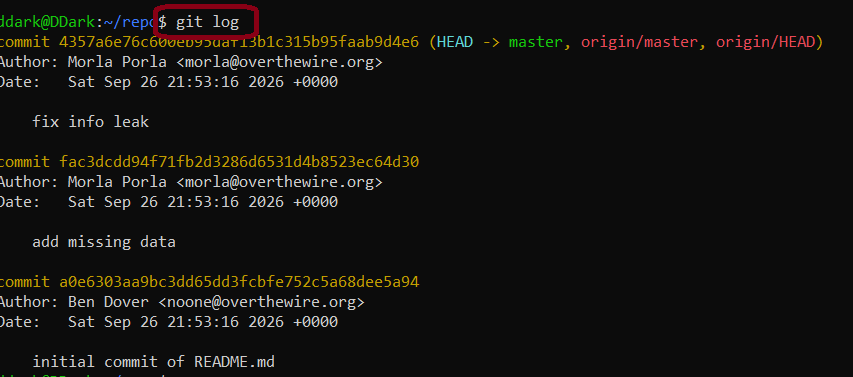 ddark@DDark:~/repo$ git log
commit 4357a6e76c600eb95daf13b1c315b95faab9d4e6 (HEAD -> master, origin/master, origin/HEAD)
Author: Morla Porla <morla@overthewire.org>
Date:   Sat Sep 26 21:53:16 2026 +0000
fix info leak
commit fac3dcdd94f71fb2d3286d6531d4b8523ec64d30
Author: Morla Porla <morla@overthewire.org>
Date:   Sat Sep 26 21:53:16 2026 +0000
add missing data
commit a0e6303aa9bc3dd65dd3fcbfe752c5a68dee5a94
Author: Ben Dover <noone@overthewire.org>
Date:   Sat Sep 26 21:53:16 2026 +0000
initial commit of README.md